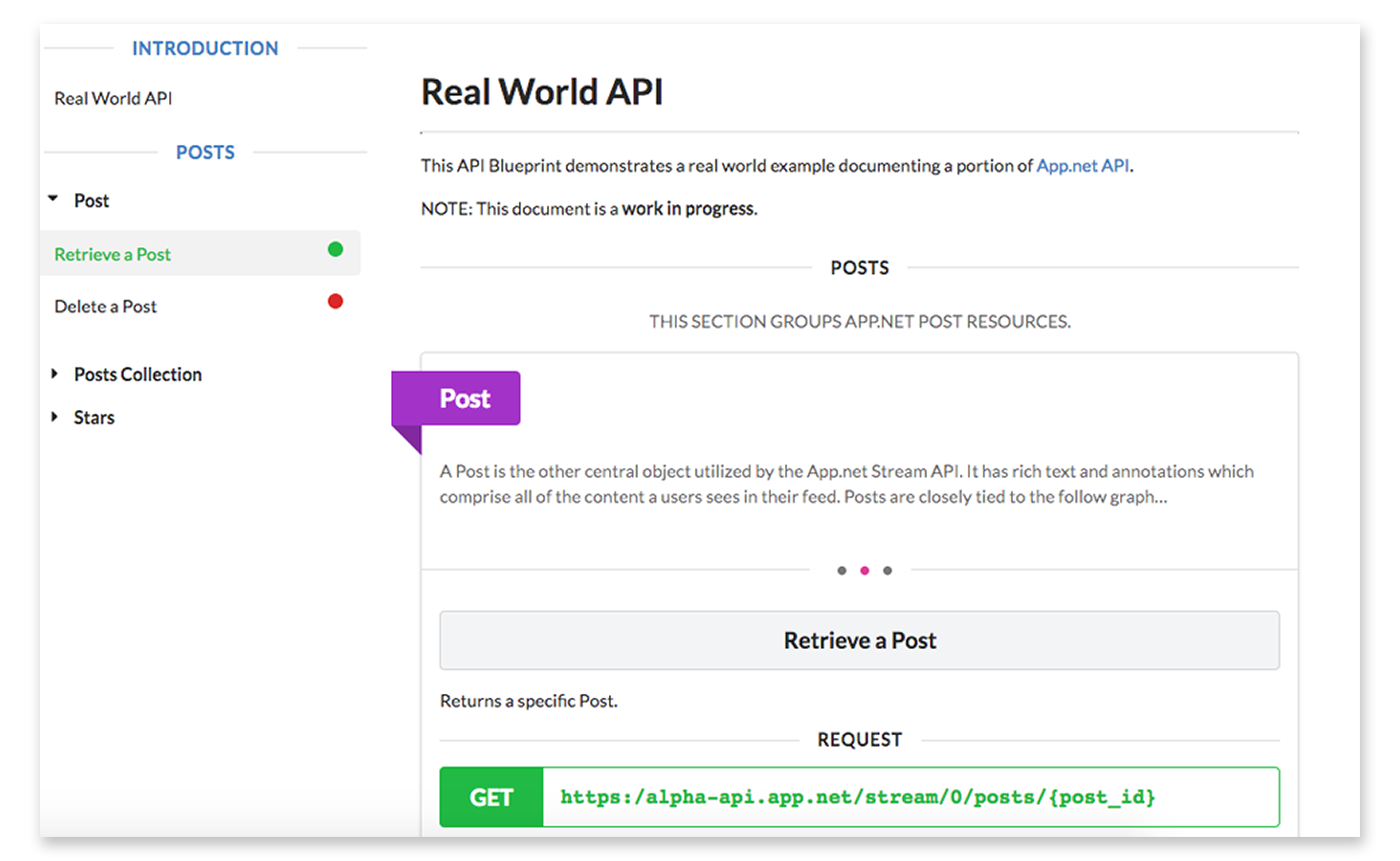 INTRODUCTION
Real World API
POSTS
Post
Retrieve a Post
Delete a Post
Posts Collection
Stars
Real World API
This API Blueprint demonstrates a real world example documenting a portion of App.net API.
NOTE: This document is a work in progress.
POSTS
THIS SECTION GROUPS APP.NET POST RESOURCES.
Post
A Post is the other central object utilized by the App.net Stream API. It has rich text and annotations which
comprise all of the content a users sees in their feed. Posts are closely tied to the follow graph...
Retrieve a Post
Returns a specific Post.
REQUEST
GET https:/alpha-api.app.net/stream/0/posts/{post_id}